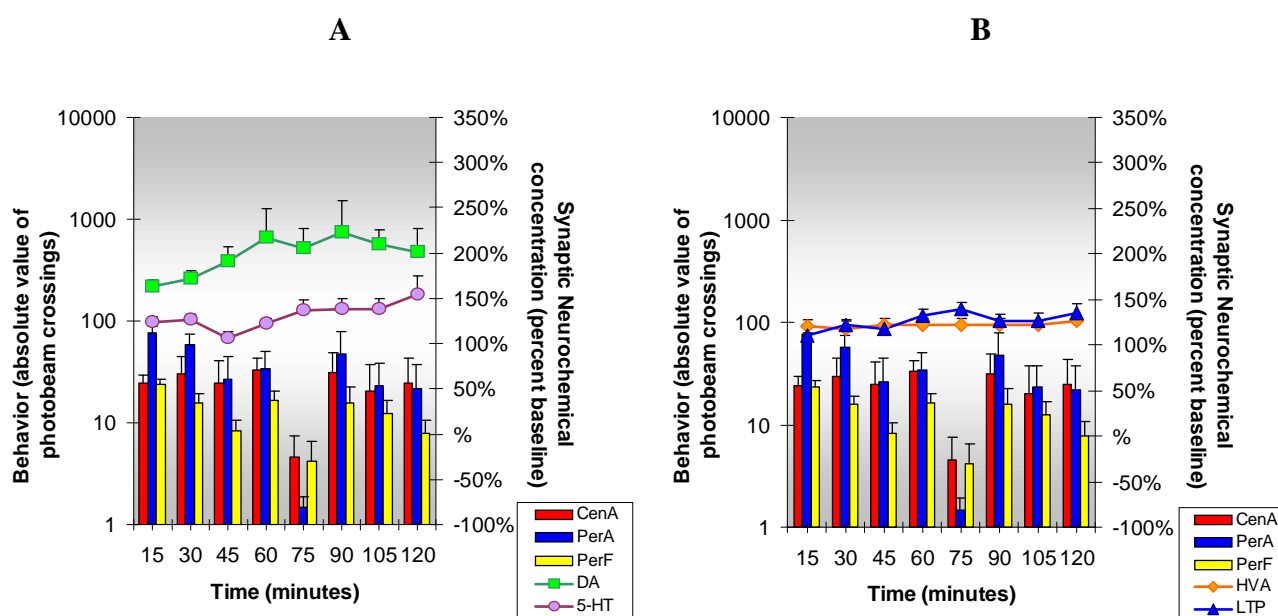 A
Behavior (absolute value of
photobeam crossings)
10000
1000
100
10
1
350%
300%
250%
200%
150%
100%
50%
%
-50%
-100%
Synaptic Neurochemical
concentration (percent baseline)
15 30 45 60 75 90 105 120
Time (minutes)
CenA
PerA
PerF
DA
5-HT
B
Behavior (absolute value of
photobeam crossings)
10000
1000
100
10
1
350%
300%
250%
200%
150%
100%
50%
%
-50%
-100%
Synaptic Neurochemical
concentration (percent baseline)
15 30 45 60 75 90 105 120
Time (minutes)
CenA
PerA
PerF
HVA
LTP